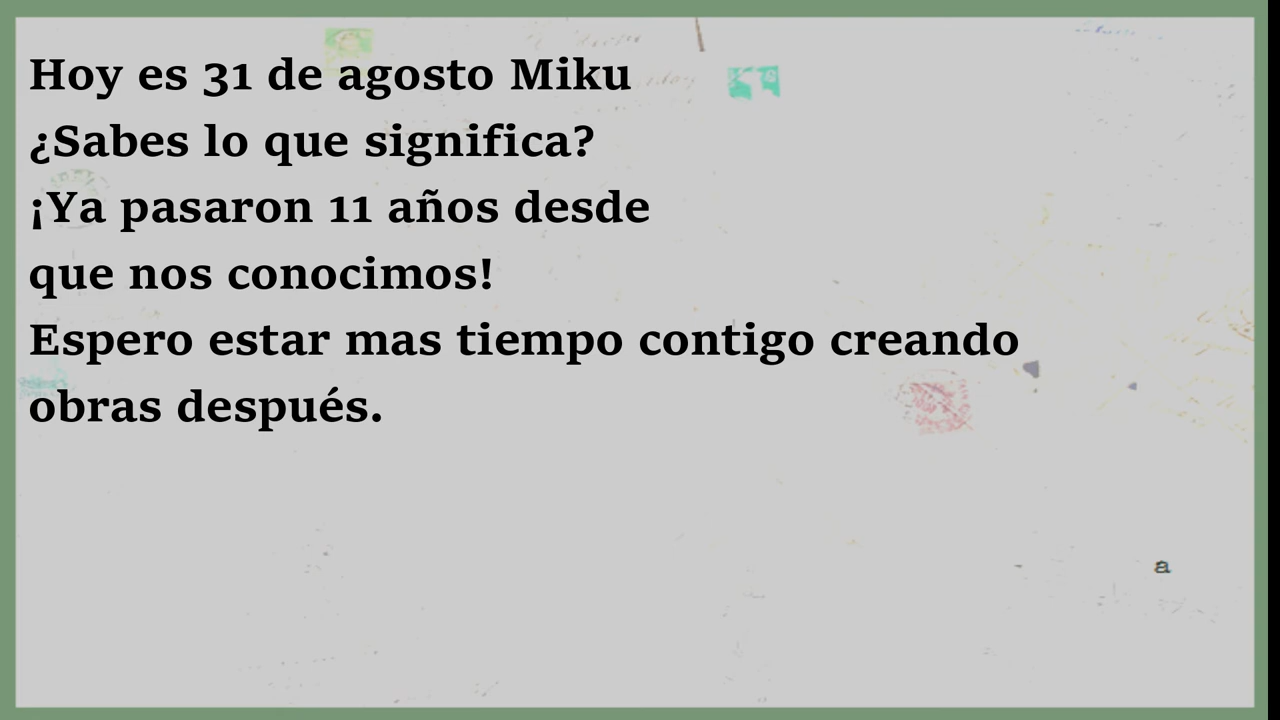 Hoy es 31 de agosto Miku
¿Sabes lo que significa?
¡Ya pasaron 11 años desde
que nos conocimos!
Espero estar mas tiempo contigo creando
obras después.
a